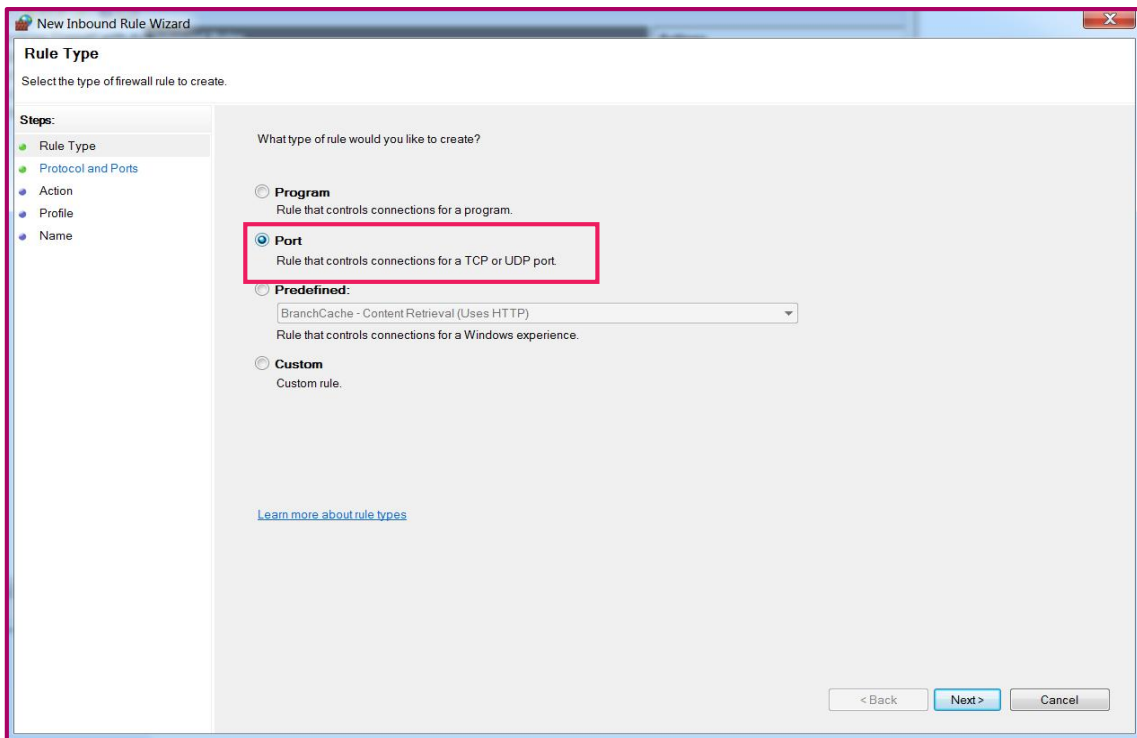 New Inbound Rule Wizard
Rule Type
Select the type of firewall rule to create.
Steps:
Rule Type
Protocol and Ports
Action
Profile
Name
What type of rule would you like to create?
Program
Rule that controls connections for a program.
Port
Rule that controls connections for a TCP or UDP port.
Predefined:
BranchCache - Content Retrieval (Uses HTTP)
Rule that controls connections for a Windows experience.
Custom
Custom rule.
Learn more about rule types
< Back Next > Cancel